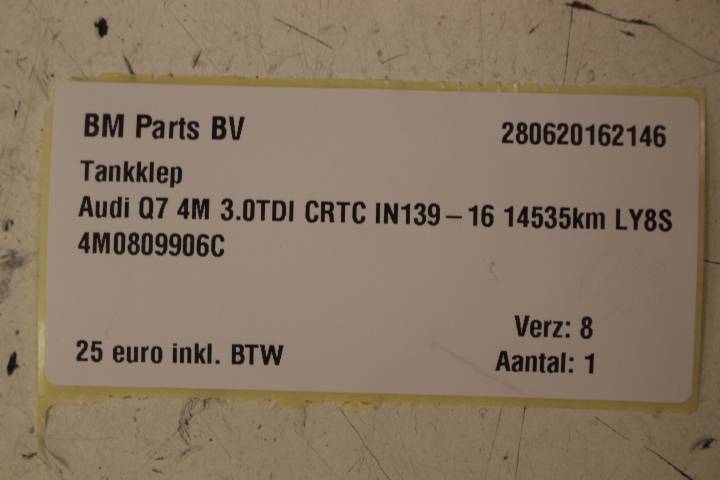 BM Parts BV 280620162146
Tankklep
Audi Q7 4M 3.0TDI CRTC IN139-16 14535km LY8S
4M0809906C
Verz: 8
25 euro inkl. BTW Aantal: 1